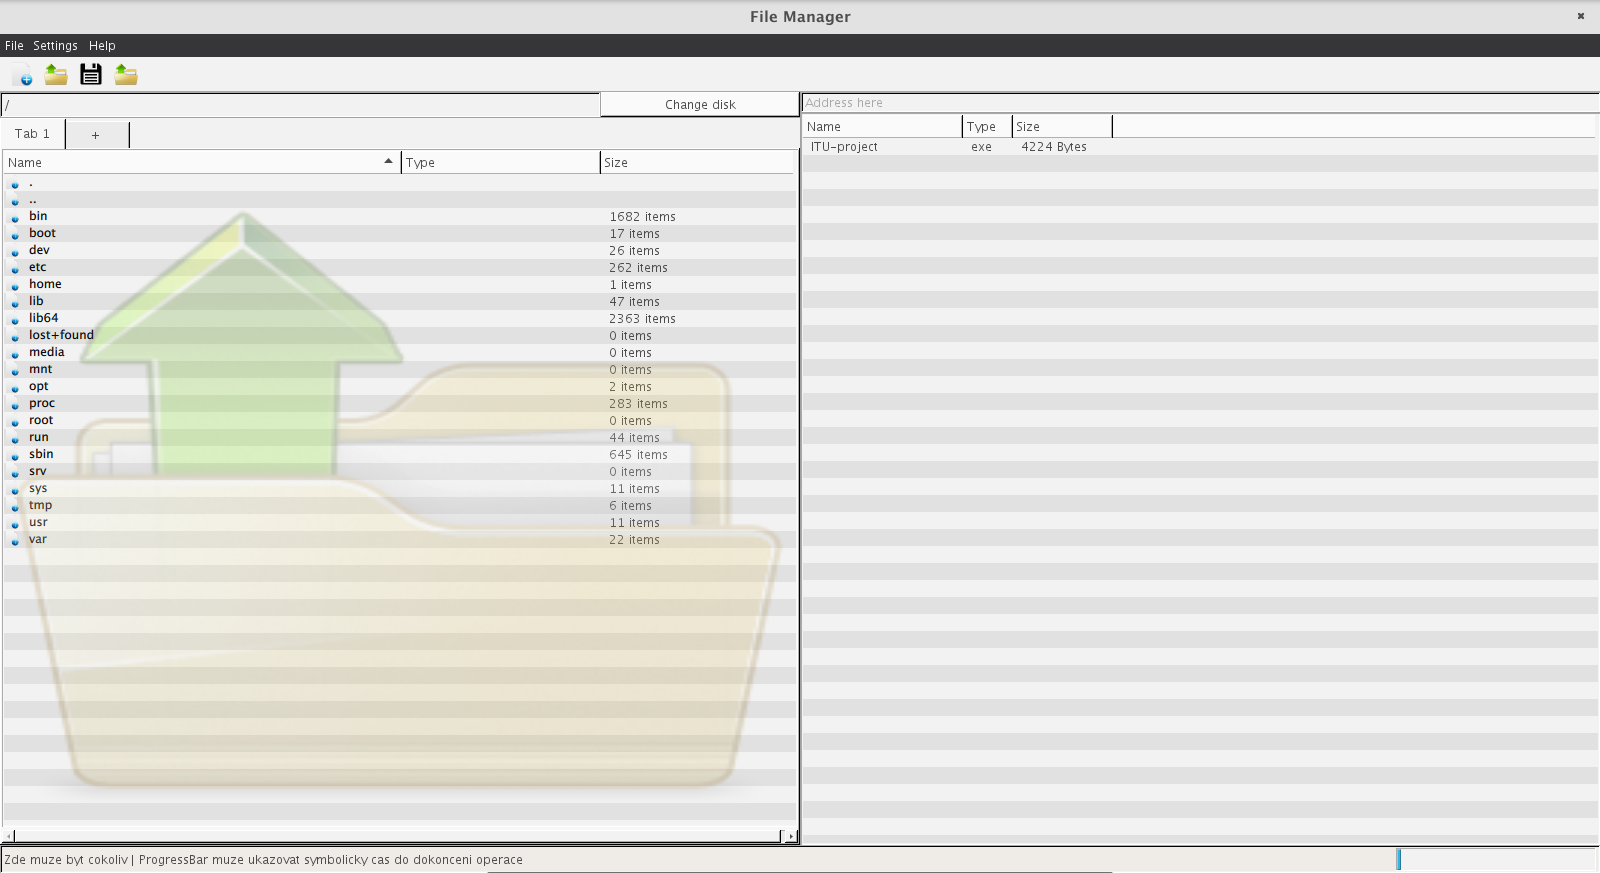 File Manager
File Settings Help
/ Change disk
Tab 1 +
Name Type Size
.
..
bin 1682 items
boot 17 items
dev 26 items
etc 262 items
home 1 items
lib 47 items
lib64 2363 items
lost+found 0 items
media 0 items
mnt 0 items
opt 2 items
proc 283 items
root 0 items
run 44 items
sbin 645 items
srv 0 items
sys 11 items
tmp 6 items
usr 11 items
var 22 items
Address here
Name Type Size
ITU-project exe 4224 Bytes
Zde muze byt cokoliv | ProgressBar muze ukazovat symbolicky cas do dokonceni operace